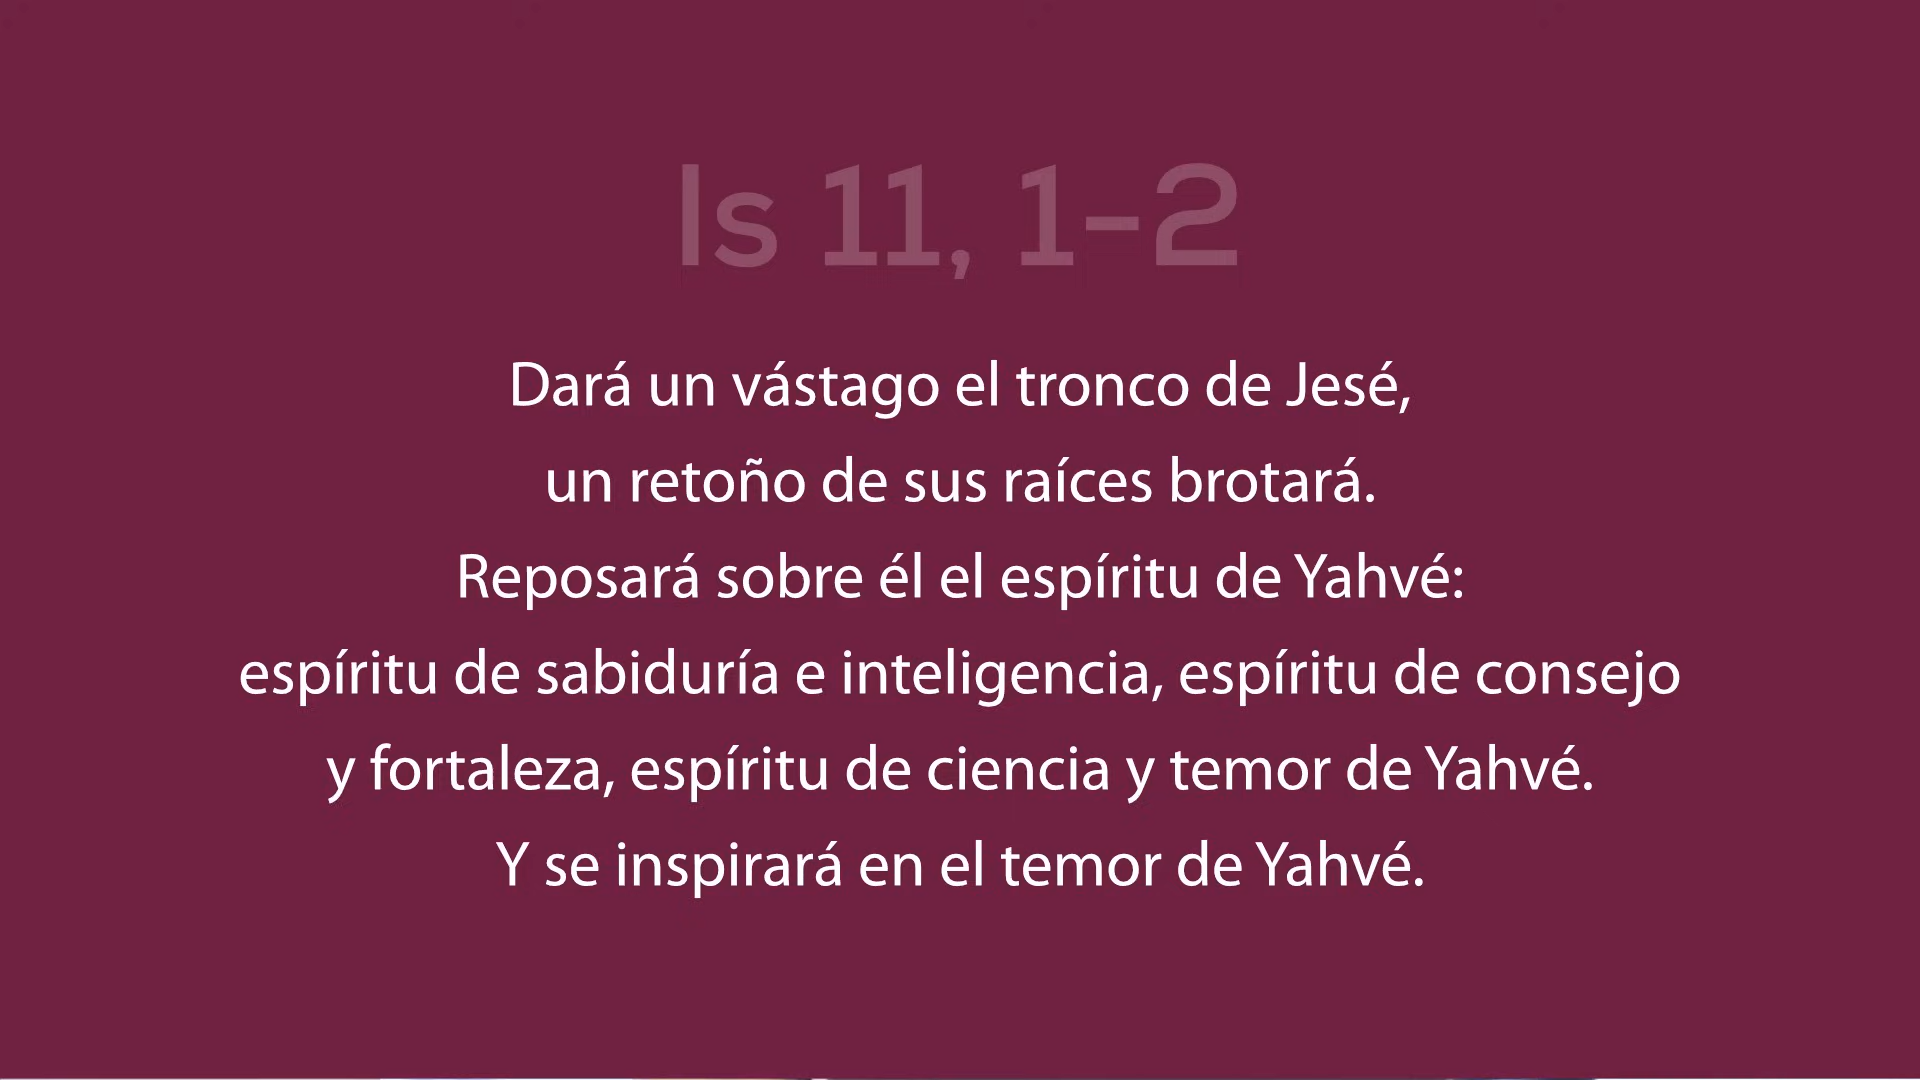 Is 11, 1-2
Dará un vástago el tronco de Jesé,
un retoño de sus raíces brotará.
Reposará sobre él el espíritu de Yahvé:
espíritu de sabiduría e inteligencia, espíritu de consejo
y fortaleza, espíritu de ciencia y temor de Yahvé.
Y se inspirará en el temor de Yahvé.